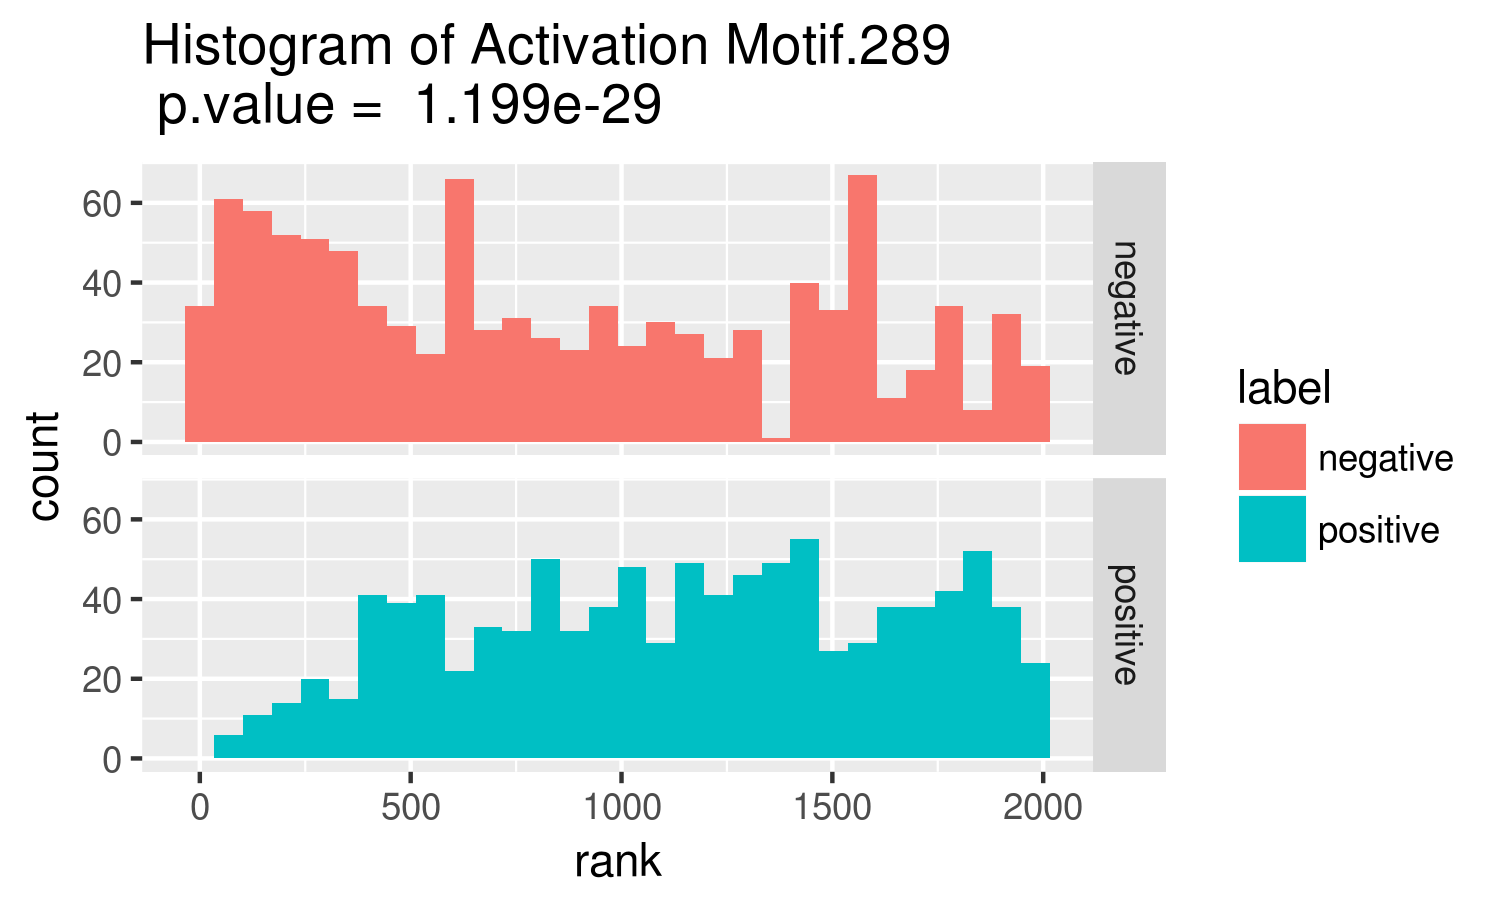 Histogram of Activation Motif.289
p.value = 1.199e-29
60
40
20
0
negative
60
40
20
0
positive
0 500 1000 1500 2000
rank
count
label
negative
positive